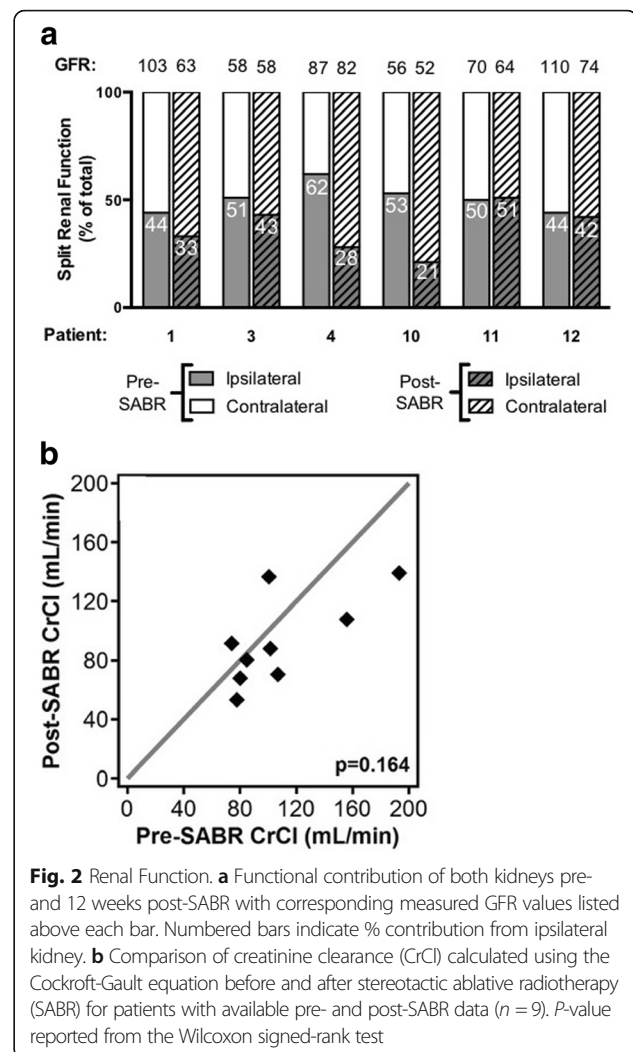 a
GFR: 103 63 58 58 87 82 56 52 70 64 110 74
Split Renal Function
(% of total)
100
50
0
44 33 51 43 62 28 53 21 50 51 44 42
Patient: 1 3 4 10 11 12
Pre-
SABR
Ipsilateral
Contralateral
Post-
SABR
Ipsilateral
Contralateral
b
Post-SABR CrCl (mL/min)
200
160
120
80
40
0
p=0.164
0 40 80 120 160 200
Pre-SABR CrCl (mL/min)
Fig. 2 Renal Function. a Functional contribution of both kidneys pre-
and 12 weeks post-SABR with corresponding measured GFR values listed
above each bar. Numbered bars indicate % contribution from ipsilateral
kidney. b Comparison of creatinine clearance (CrCl) calculated using the
Cockroft-Gault equation before and after stereotactic ablative radiotherapy
(SABR) for patients with available pre- and post-SABR data (n = 9). P-value
reported from the Wilcoxon signed-rank test